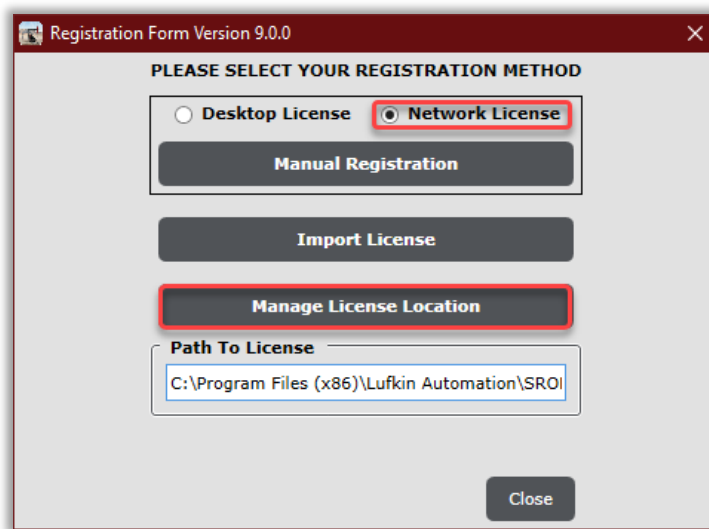 Registration Form Version 9.0.0
PLEASE SELECT YOUR REGISTRATION METHOD
Desktop License Network License
Manual Registration
Import License
Manage License Location
Path To License
C:\Program Files (x86)\Lufkin Automation\SROI
Close